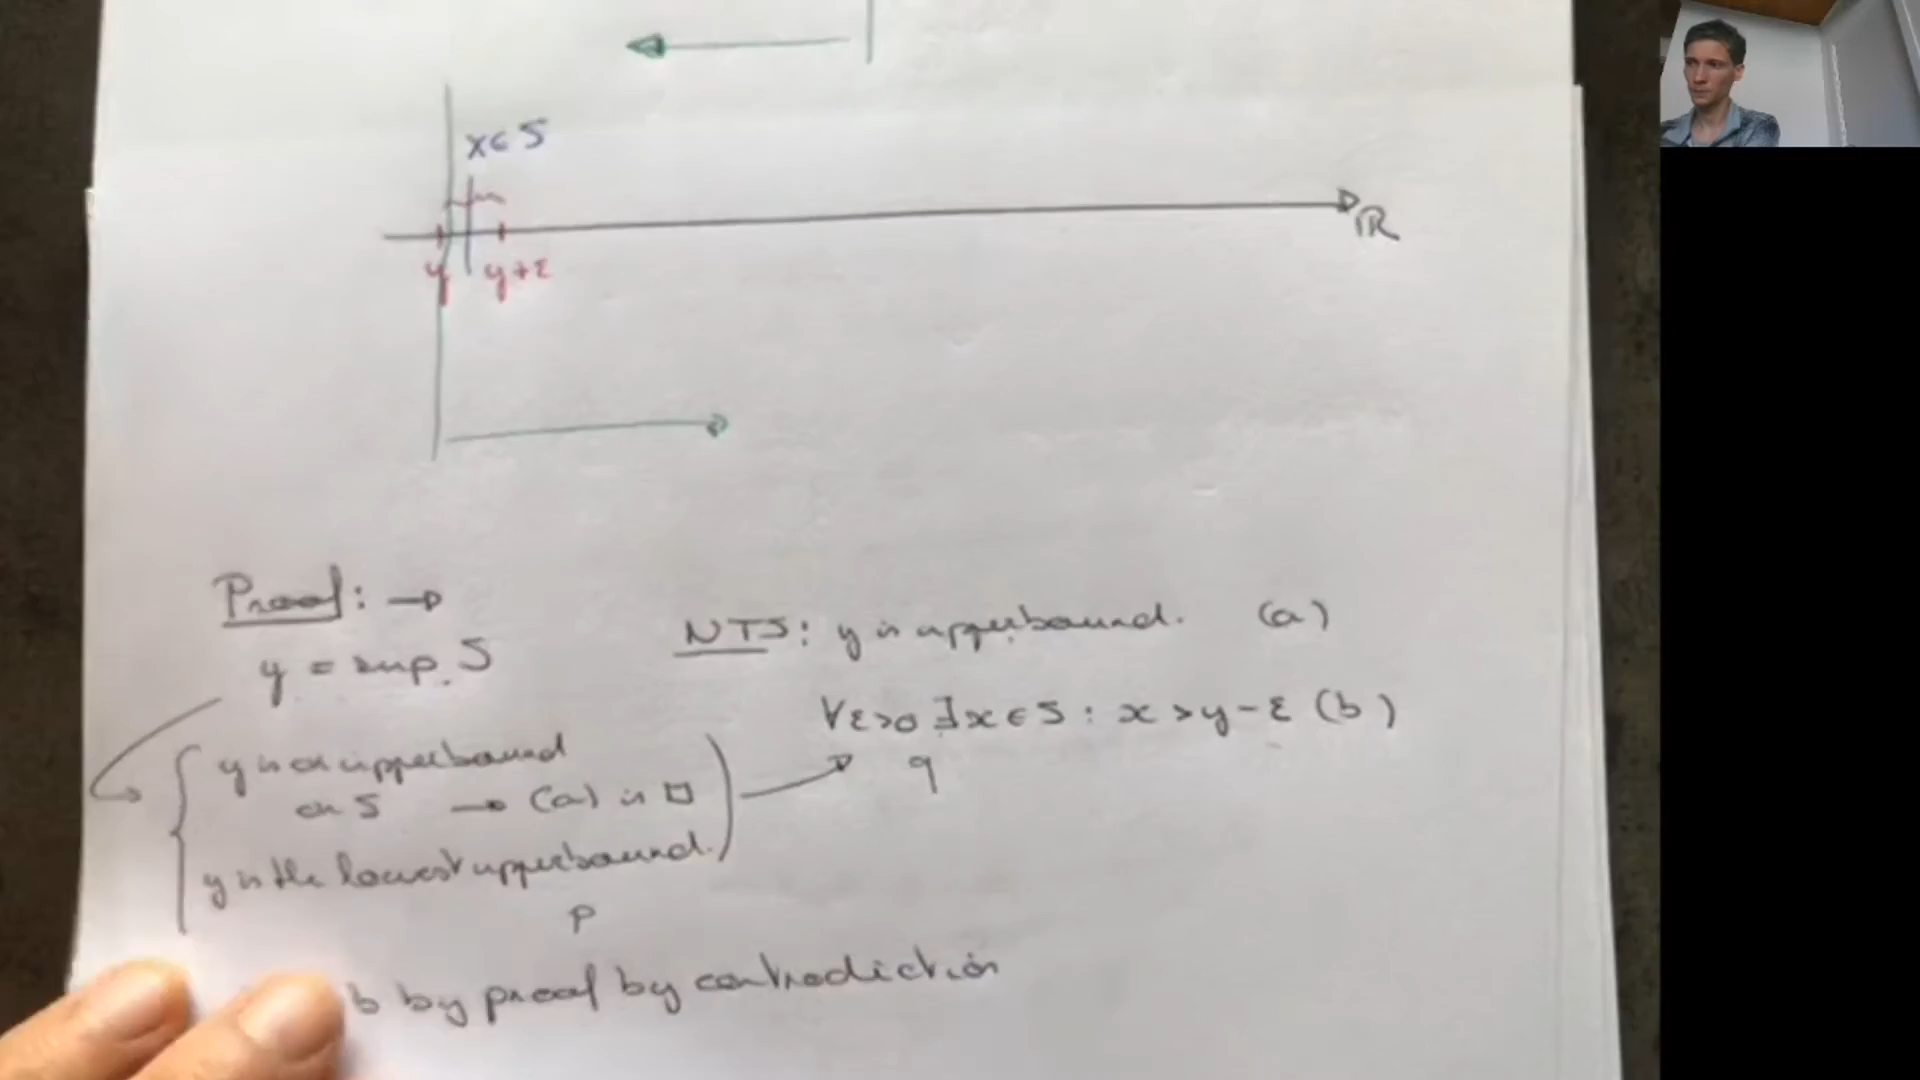 x ∈ S
ℝ
y y+ε
Proof: →
NTS: y is upperbound. (a)
y = sup S
∀ε>0 ∃x∈S : x>y-ε (b)
y is an upperbound
q
on S → (a) is □
y is the lowest upperbound.
p
b by proof by contradiction